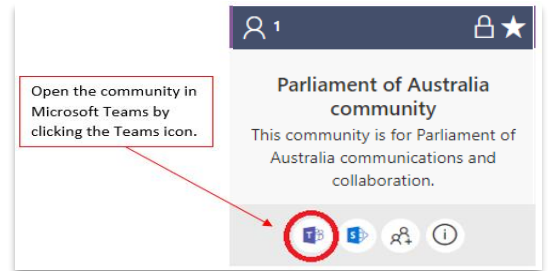 1
Open the community in
Microsoft Teams by
clicking the Teams icon.
Parliament of Australia
community
This community is for Parliament of
Australia communications and
collaboration.